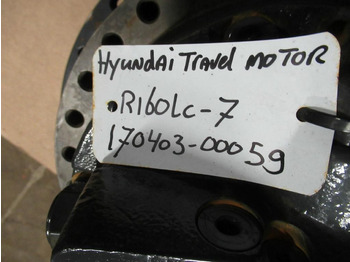 Hyundai Travel MOTOR
R160Lc-7
170403-00059